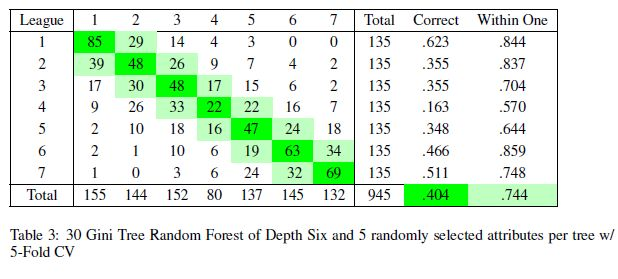 League 1 2 3 4 5 6 7 Total Correct Within One
1 85 29 14 4 3 0 0 135 .623 .844
2 39 48 26 9 7 4 2 135 .355 .837
3 17 30 48 17 15 6 2 135 .355 .704
4 9 26 33 22 22 16 7 135 .163 .570
5 2 10 18 16 47 24 18 135 .348 .644
6 2 1 10 6 19 63 34 135 .466 .859
7 1 0 3 6 24 32 69 135 .511 .748
Total 155 144 152 80 137 145 132 945 .404 .744
Table 3: 30 Gini Tree Random Forest of Depth Six and 5 randomly selected attributes per tree w/
5-Fold CV